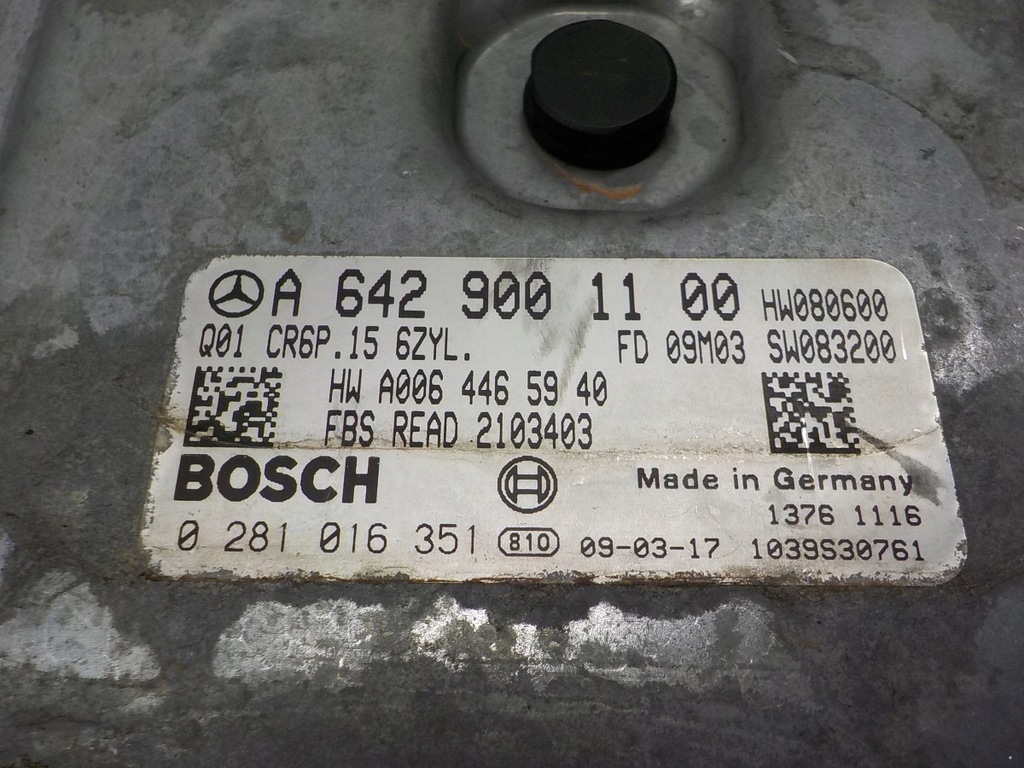 A 642 900 11 00 HW080600
Q01 CR6P.15 6ZYL. FD 09M03 SW083200
HW A006 446 59 40
FBS READ 2103403
BOSCH Made in Germany
1376 1116
0 281 016 351 810 09-03-17 1039S30761